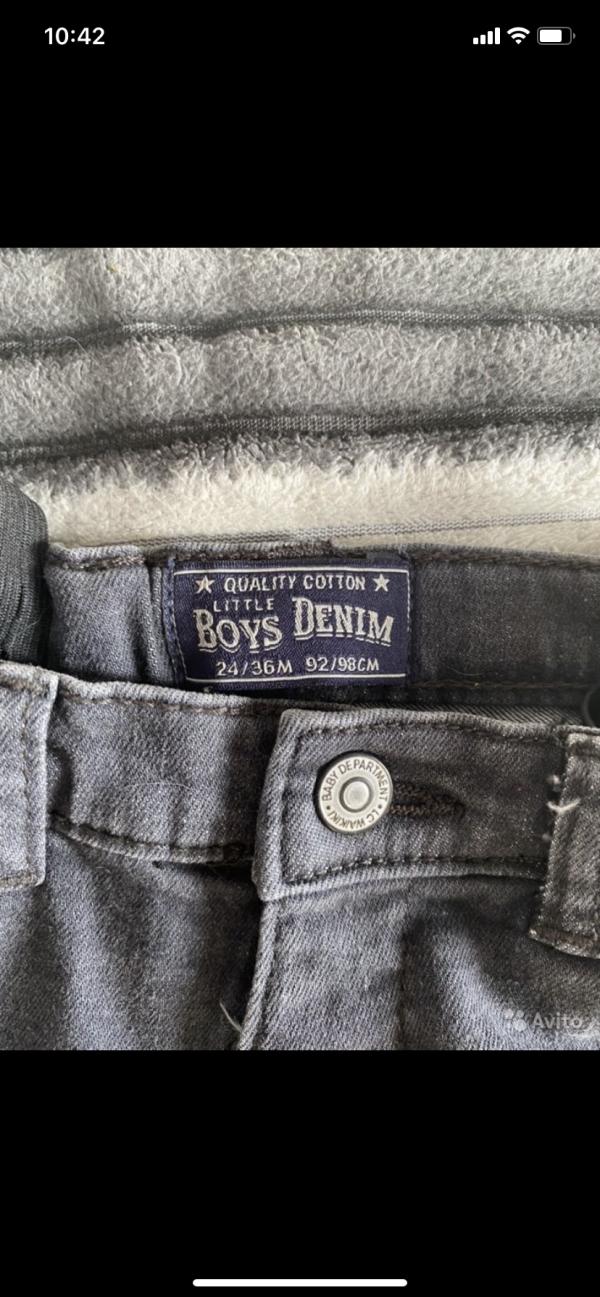 10:42
★ QUALITY COTTON ★
LITTLE
BOYS DENIM
24/36M 92/98CM
BABY DEPARTMENT • LC WAIKIKI •
Avito